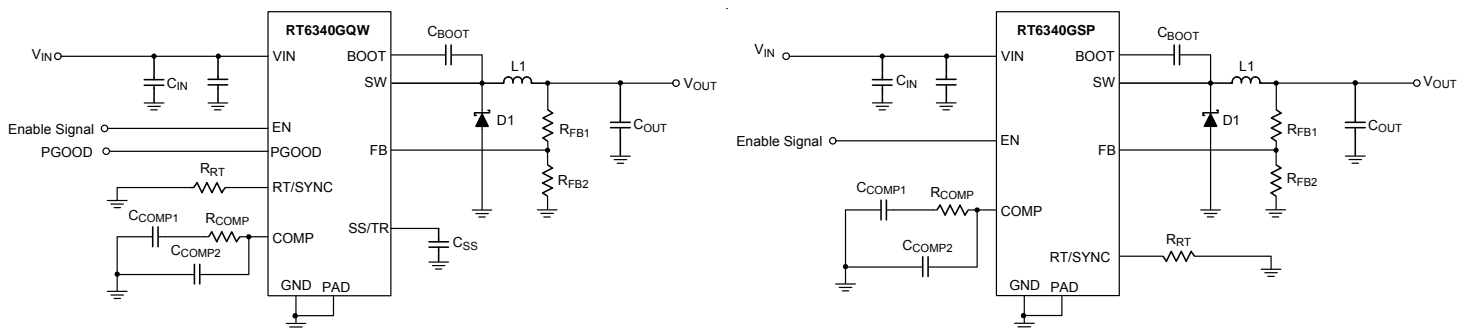 RT6340GQW
VIN
VIN
CIN
Enable Signal
EN
PGOOD
PGOOD
RRT
RT/SYNC
CCOMP1
RCOMP
COMP
CCOMP2
GND
PAD
BOOT
CBOOT
SW
L1
VOUT
D1
RFB1
COUT
FB
RFB2
SS/TR
CSS
RT6340GSP
VIN
VIN
CIN
Enable Signal
EN
CCOMP1
RCOMP
COMP
CCOMP2
GND
PAD
BOOT
CBOOT
SW
L1
VOUT
D1
RFB1
COUT
FB
RFB2
RT/SYNC
RRT